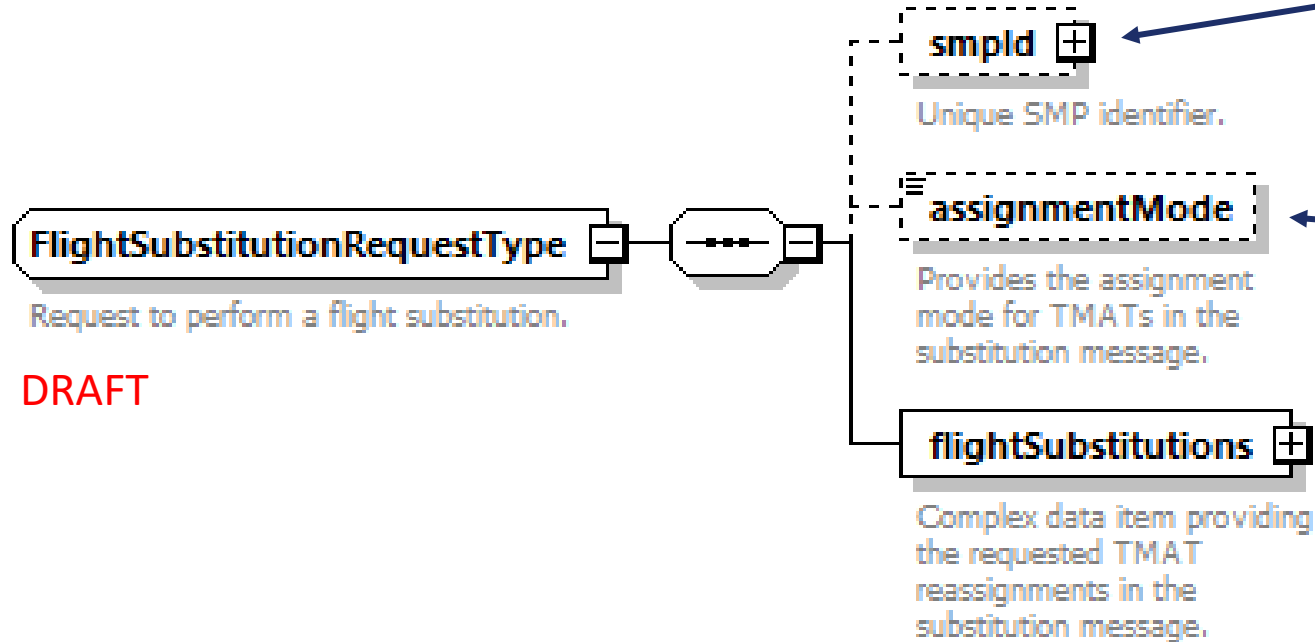 smpId
Unique SMP identifier.
assignmentMode
Provides the assignment
mode for TMATs in the
substitution message.
FlightSubstitutionRequestType
Request to perform a flight substitution.
DRAFT
flightSubstitutions
Complex data item providing
the requested TMAT
reassignments in the
substitution message.